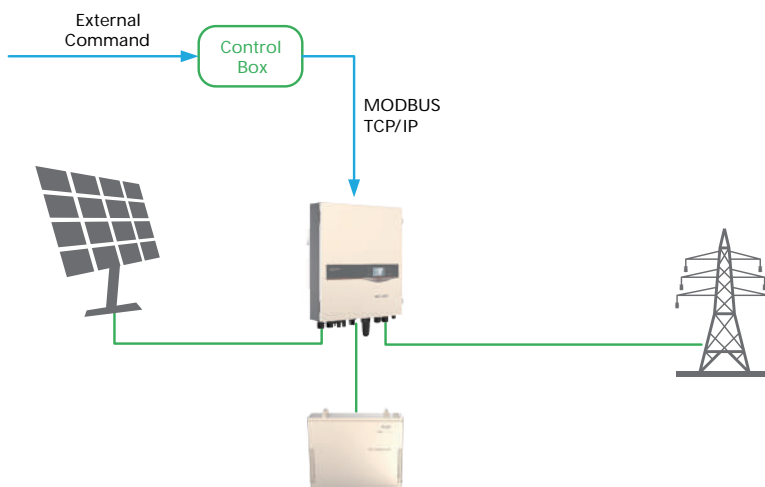 External
Command
Control
Box
MODBUS
TCP/IP